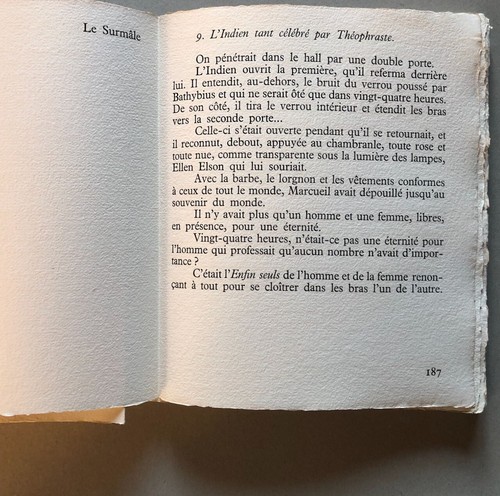 Le Surmâle
9. L'Indien tant célébré par Théophraste.
On pénétrait dans le hall par une double porte.
L'Indien ouvrit la première, qu'il referma derrière
lui. Il entendit, au-dehors, le bruit du verrou poussé par
Bathybius et qui ne serait ôté que dans vingt-quatre heures.
De son côté, il tira le verrou intérieur et étendit les bras
vers la seconde porte...
Celle-ci s'était ouverte pendant qu'il se retournait, et
il reconnut, debout, appuyée au chambranle, toute rose et
toute nue, comme transparente sous la lumière des lampes,
Ellen Elson qui lui souriait.
Avec la barbe, le lorgnon et les vêtements conformes
à ceux de tout le monde, Marcueil avait dépouillé jusqu'au
souvenir du monde.
Il n'y avait plus qu'un homme et une femme, libres,
en présence, pour une éternité.
Vingt-quatre heures, n'était-ce pas une éternité pour
l'homme qui professait qu'aucun nombre n'avait d'impor-
tance ?
C'était l'Enfin seuls de l'homme et de la femme renon-
çant à tout pour se cloîtrer dans les bras l'un de l'autre.
187